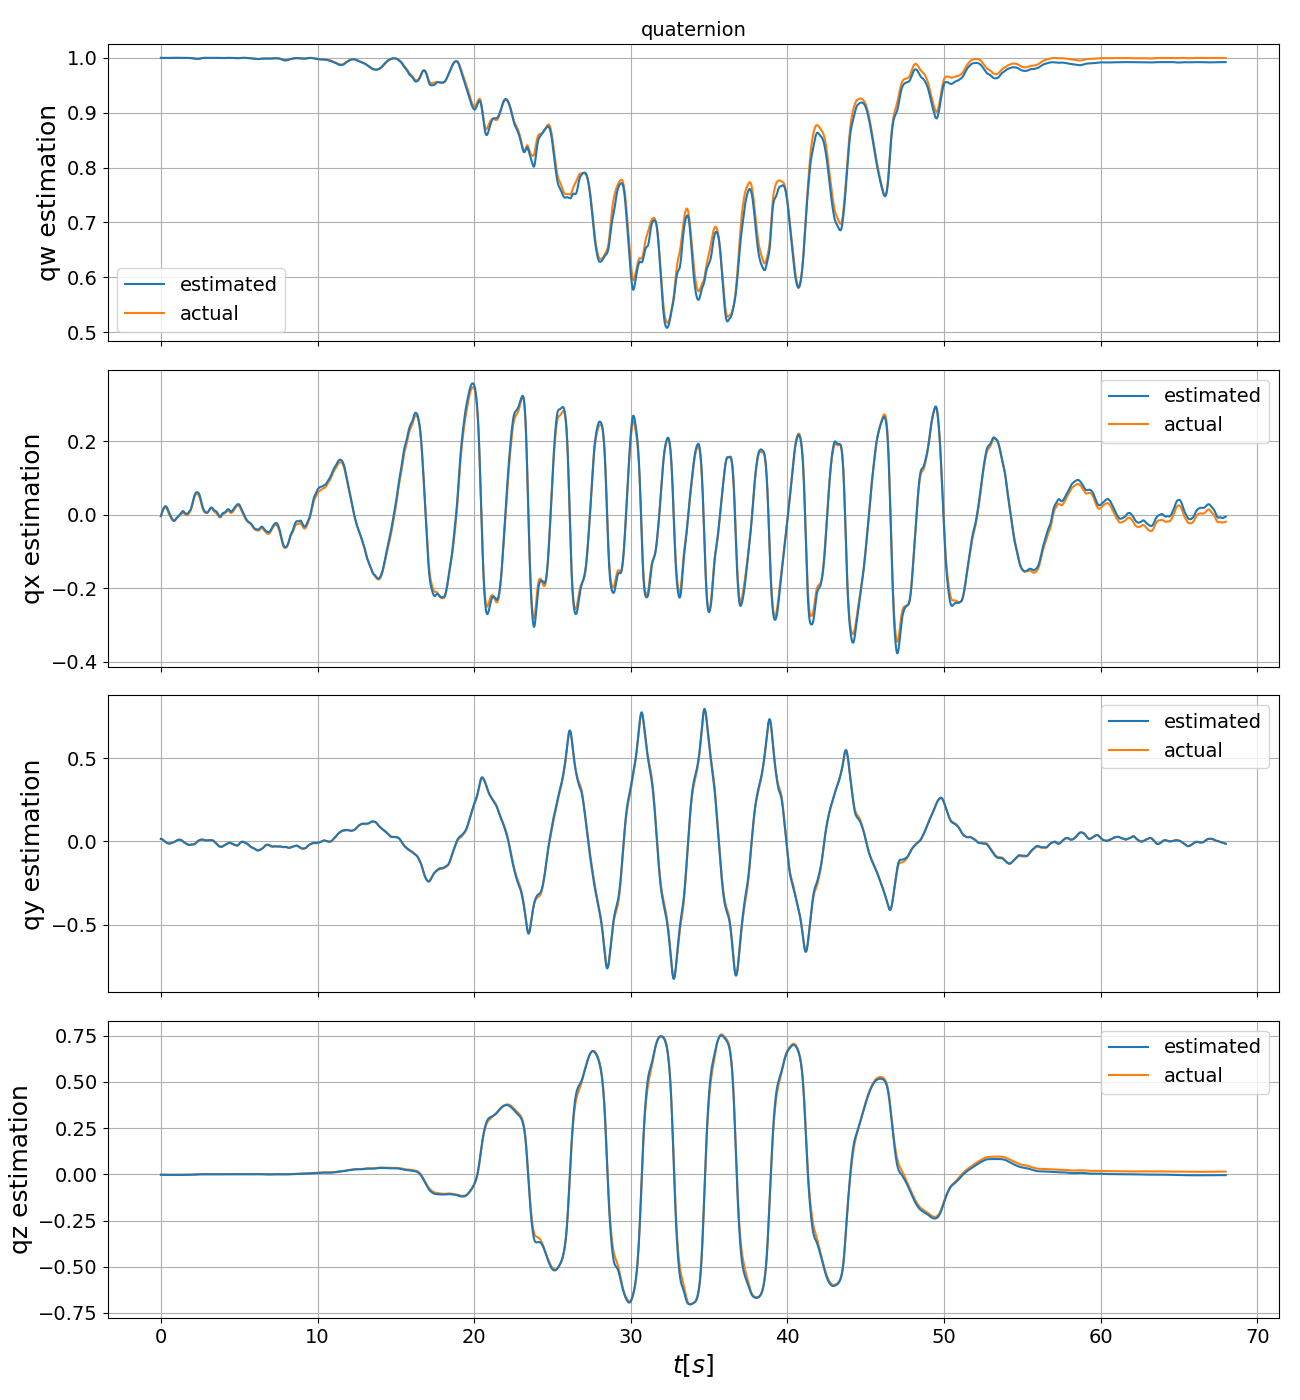 quaternion
qw estimation
1.0
0.9
0.8
0.7
0.6
0.5
estimated
actual
qx estimation
0.2
0.0
−0.2
−0.4
estimated
actual
qy estimation
0.5
0.0
−0.5
estimated
actual
qz estimation
0.75
0.50
0.25
0.00
−0.25
−0.50
−0.75
estimated
actual
0 10 20 30 40 50 60 70
t[s]